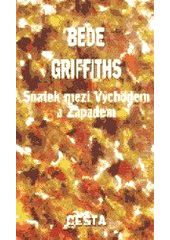 BEDE
GRIFFITHS
Sňatek mezi Východem
a Západem
CESTA